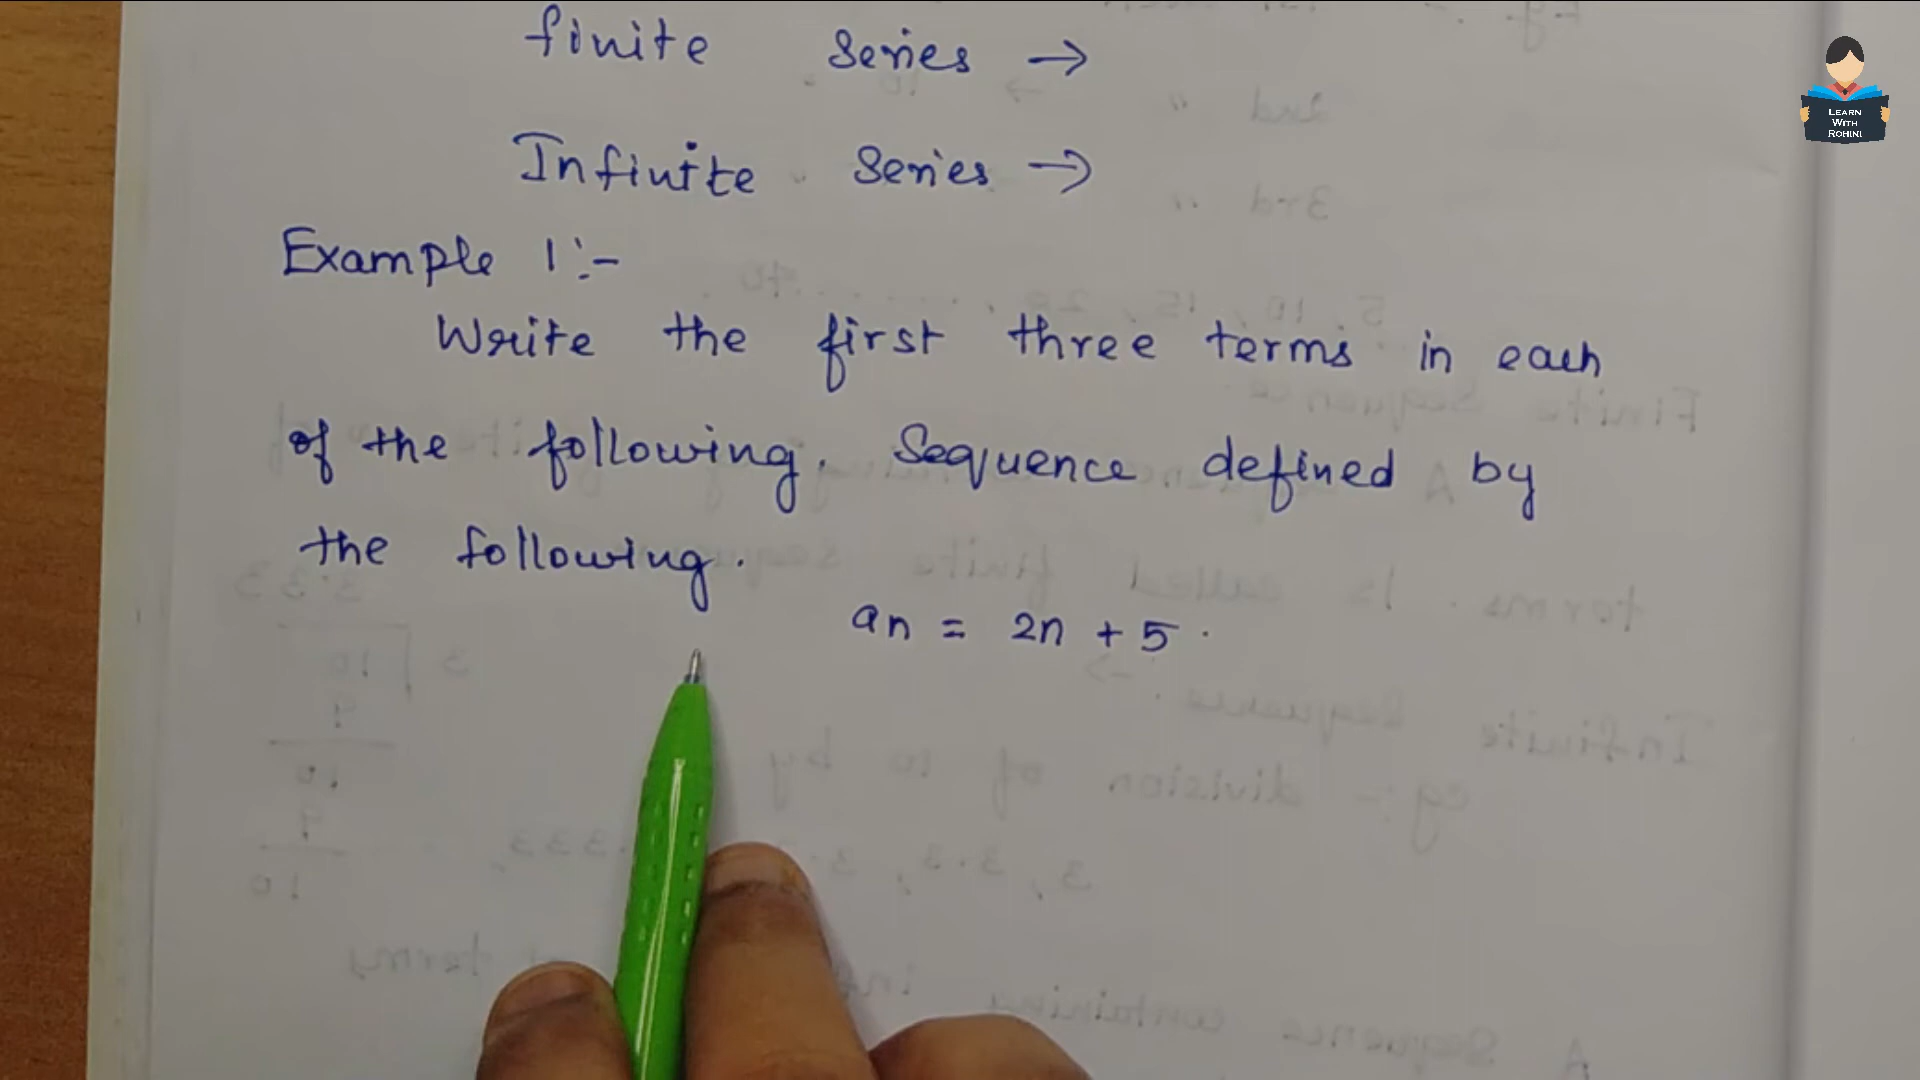 finite series →
Infinite series →
Example 1:-
Write the first three terms in each
of the following. Sequence defined by
the following.
an = 2n + 5.
LEARN
WITH
ROHINI